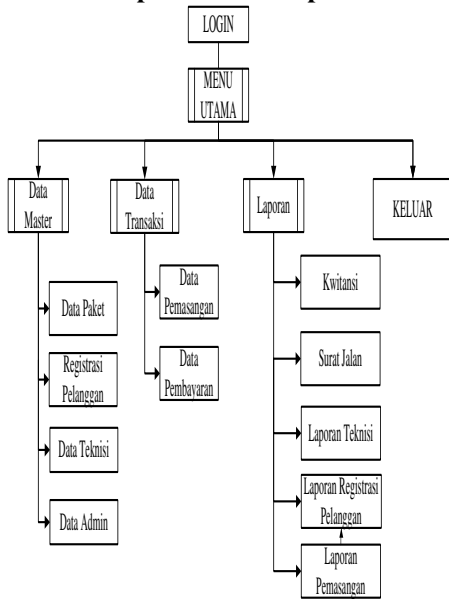 LOGIN
MENU
UTAMA
Data
Master
Data
Transaksi
Laporan
KELUAR
Data Paket
Registrasi
Pelanggan
Data Teknisi
Data Admin
Data
Pemasangan
Data
Pembayaran
Kwitansi
Surat Jalan
Laporan Teknisi
Laporan Registrasi
Pelanggan
Laporan
Pemasangan